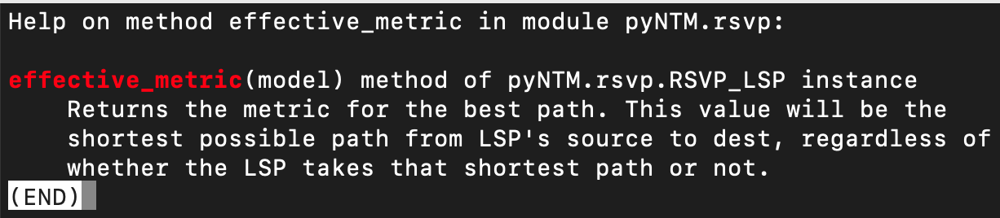 Help on method effective_metric in module pyNTM.rsvp:
effective_metric(model) method of pyNTM.rsvp.RSVP_LSP instance
Returns the metric for the best path. This value will be the
shortest possible path from LSP's source to dest, regardless of
whether the LSP takes that shortest path or not.
(END)